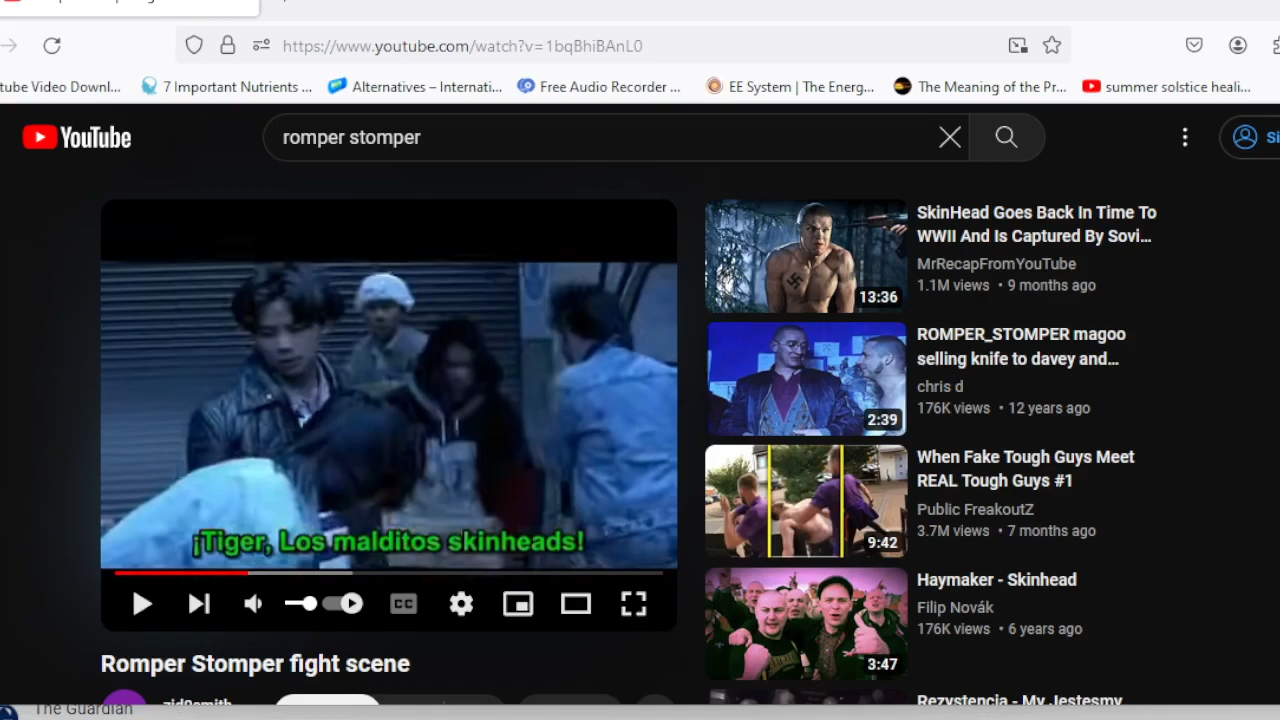 https://www.youtube.com/watch?v=1bqBhiBAnL0
tube Video Downl...
7 Important Nutrients ...
Alternatives – Internati...
Free Audio Recorder ...
EE System | The Energ...
The Meaning of the Pr...
summer solstice heali...
YouTube
romper stomper
Si
¡Tiger, Los malditos skinheads!
Romper Stomper fight scene
SkinHead Goes Back In Time To
WWII And Is Captured By Sovi...
MrRecapFromYouTube
1.1M views • 9 months ago
13:36
ROMPER_STOMPER magoo
selling knife to davey and...
chris d
176K views • 12 years ago
2:39
When Fake Tough Guys Meet
REAL Tough Guys #1
Public FreakoutZ
3.7M views • 7 months ago
9:42
Haymaker - Skinhead
Filip Novák
176K views • 6 years ago
3:47
Rezystencja - My Jestesmy
The Guardian